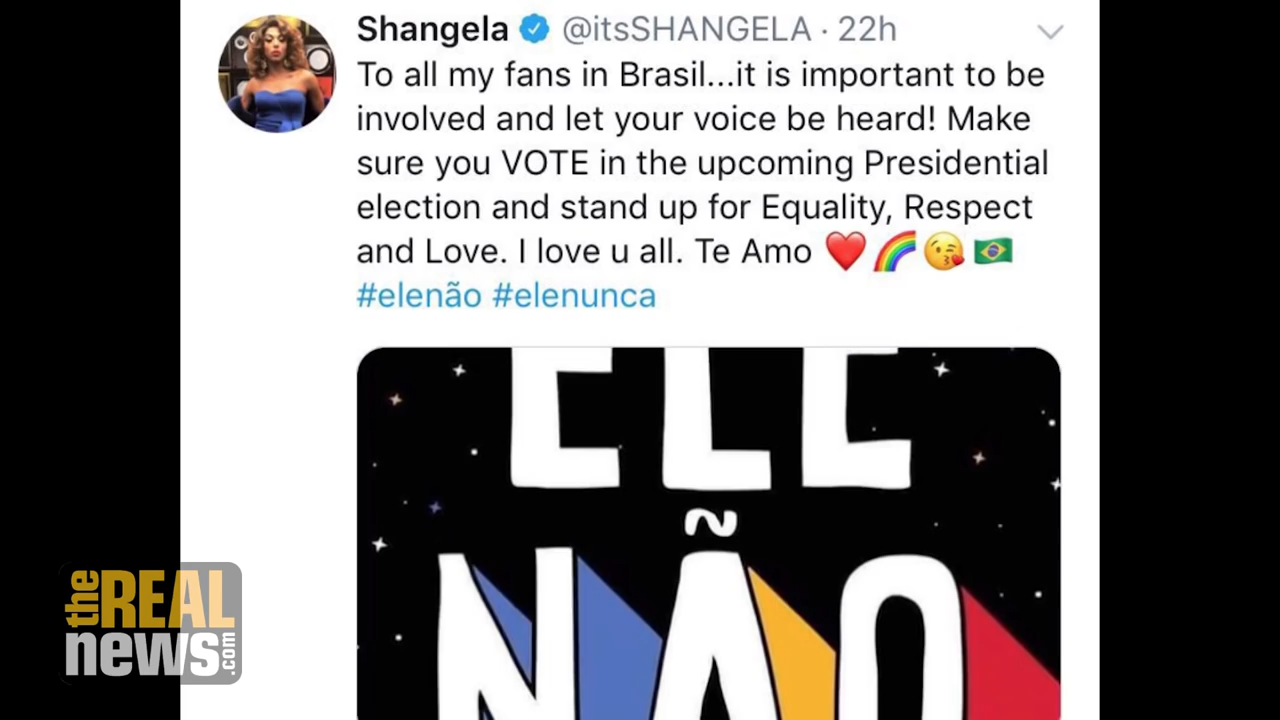 Shangela @itsSHANGELA · 22h
To all my fans in Brasil...it is important to be
involved and let your voice be heard! Make
sure you VOTE in the upcoming Presidential
election and stand up for Equality, Respect
and Love. I love u all. Te Amo ❤️🌈😘🇧🇷
#elenão #elenunca
ELE
NÃO
the REAL
news.com